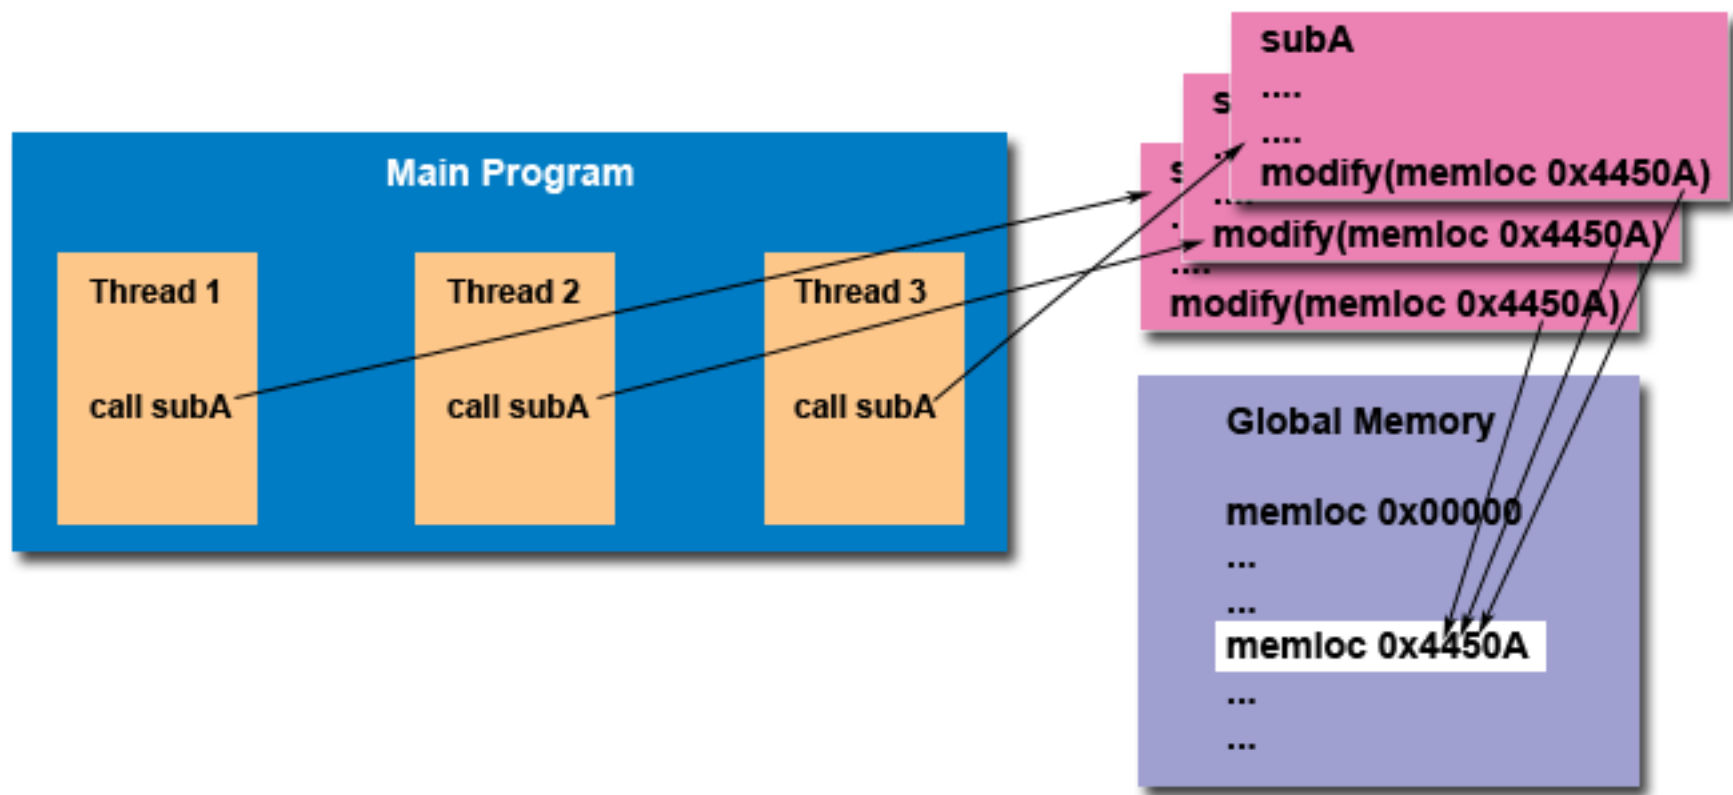 Main Program
Thread 1
call subA
Thread 2
call subA
Thread 3
call subA
subA
....
....
modify(memloc 0x4450A)
s
..
....
modify(memloc 0x4450A)
s
.
....
modify(memloc 0x4450A)
Global Memory
memloc 0x00000
...
...
memloc 0x4450A
...
...